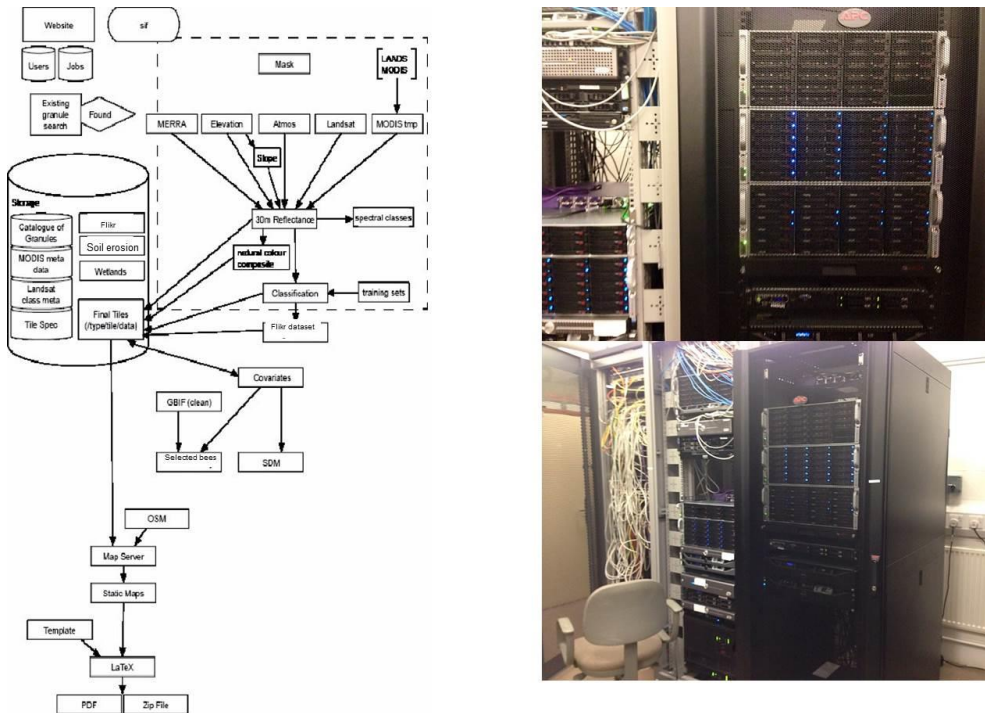 Website
sif
Users
Jobs
Existing
granule
search
Found
Mask
LANDS
MODIS
MERRA
Elevation
Atmos
Landsat
MODIS tmp
Slope
30m Reflectance
spectral classes
natural colour
composite
Classification
training sets
Flikr dataset
Storage
Catalogue of
Granules
MODIS meta
data
Landsat
class meta
Tile Spec
Flikr
Soil erosion
Wetlands
Final Tiles
(/type/tile/data)
Covariates
GBIF (clean)
Selected bees
SDM
OSM
Map Server
Static Maps
Template
LaTeX
PDF
Zip File
APC